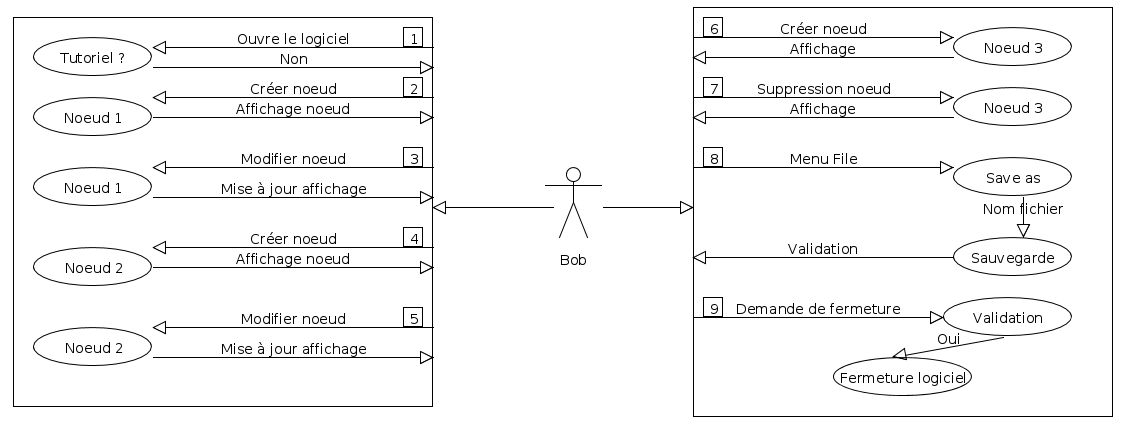 Ouvre le logiciel
1
Tutoriel ?
Non
Créer noeud
2
Affichage noeud
Noeud 1
Modifier noeud
3
Noeud 1
Mise à jour affichage
Créer noeud
4
Affichage noeud
Noeud 2
Modifier noeud
5
Noeud 2
Mise à jour affichage
Bob
6
Créer noeud
Noeud 3
Affichage
7
Suppression noeud
Noeud 3
Affichage
8
Menu File
Save as
Nom fichier
Validation
Sauvegarde
9
Demande de fermeture
Validation
Oui
Fermeture logiciel